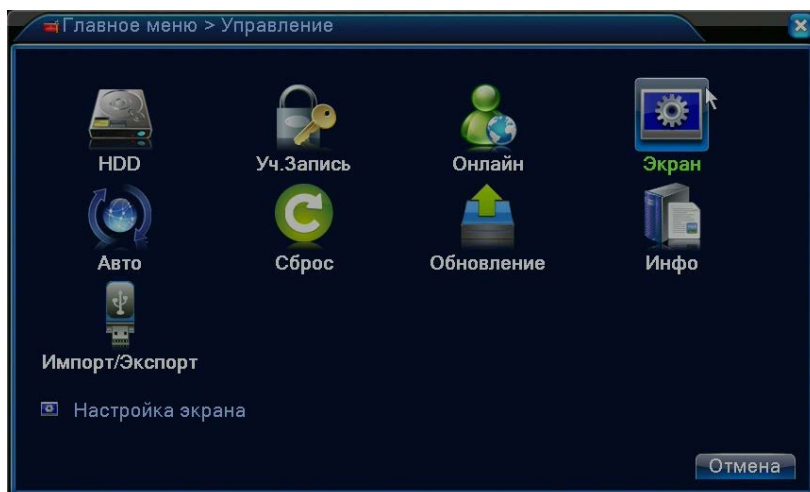 Главное меню > Управление
HDD Уч.Запись Онлайн Экран
Авто Сброс Обновление Инфо
Импорт/Экспорт
Настройка экрана
Отмена